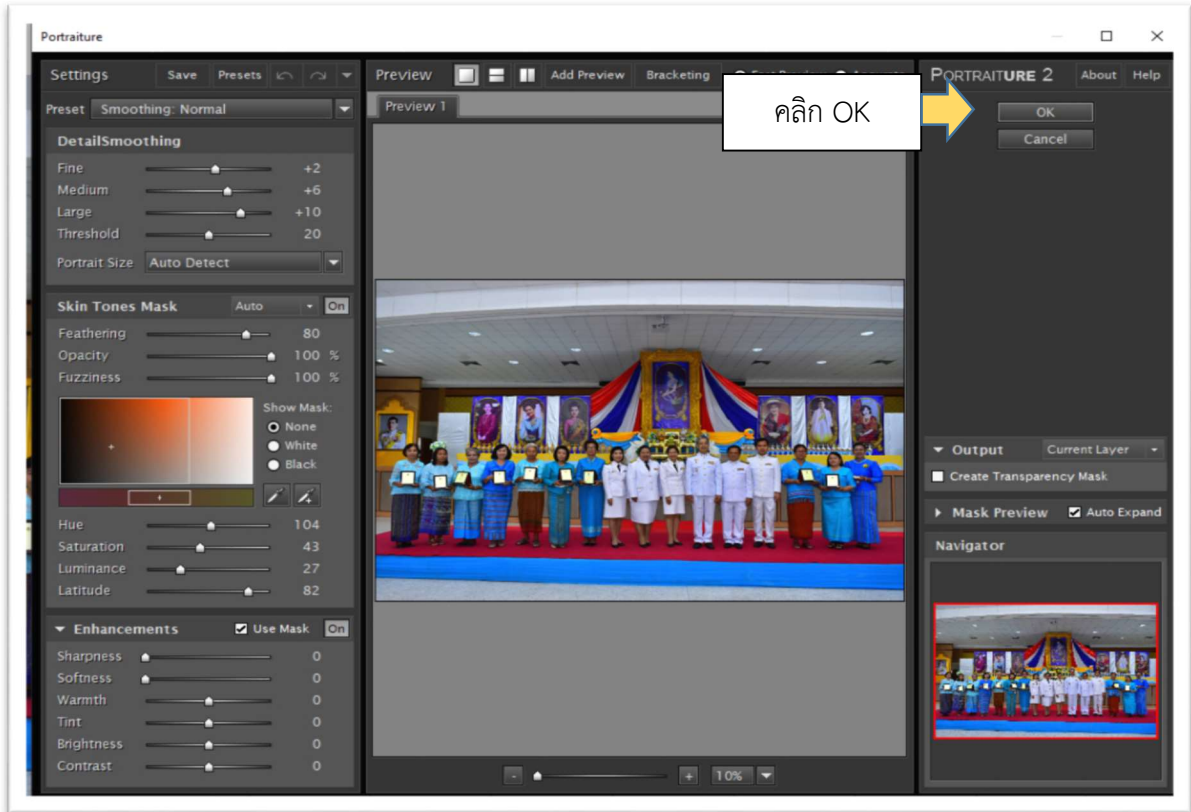 Portraiture
Settings Save Presets
Preset Smoothing: Normal
DetailSmoothing
Fine +2
Medium +6
Large +10
Threshold 20
Portrait Size Auto Detect
Skin Tones Mask Auto On
Feathering 80
Opacity 100 %
Fuzziness 100 %
Show Mask:
None
White
Black
Hue 104
Saturation 43
Luminance 27
Latitude 82
Enhancements Use Mask On
Sharpness 0
Softness 0
Warmth 0
Tint 0
Brightness 0
Contrast 0
Preview Add Preview Bracketing
Preview 1
คลิก OK
- + 10%
PORTRAITURE 2 About Help
OK
Cancel
Output Current Layer
Create Transparency Mask
Mask Preview Auto Expand
Navigator